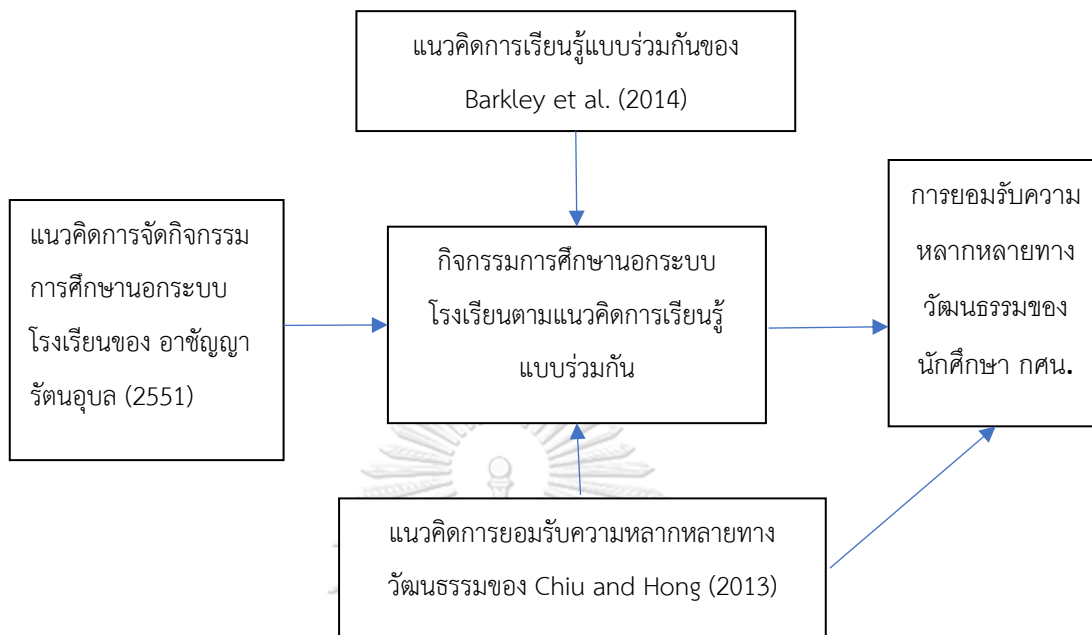 แนวคิดการเรียนรู้แบบร่วมกันของ
Barkley et al. (2014)
แนวคิดการจัดกิจกรรม
การศึกษานอกระบบ
โรงเรียนของ อาชัญญา
รัตนอุบล (2551)
กิจกรรมการศึกษานอกระบบ
โรงเรียนตามแนวคิดการเรียนรู้
แบบร่วมกัน
การยอมรับความ
หลากหลายทาง
วัฒนธรรมของ
นักศึกษา กศน.
แนวคิดการยอมรับความหลากหลายทาง
วัฒนธรรมของ Chiu and Hong (2013)